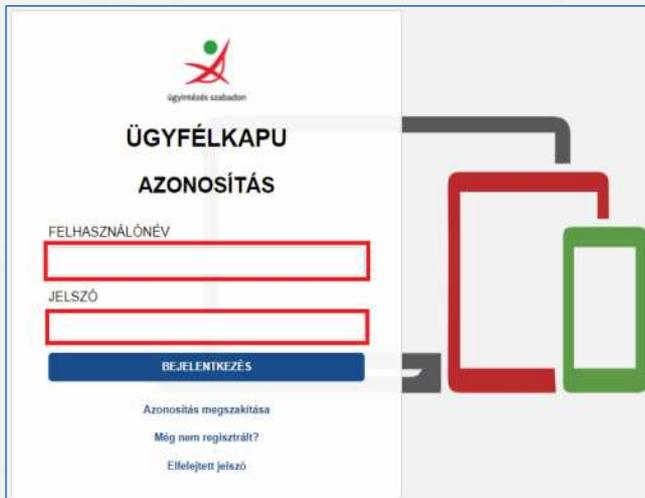 ügyintézés szabadon
ÜGYFÉLKAPU
AZONOSÍTÁS
FELHASZNÁLÓNÉV
JELSZÓ
BEJELENTKEZÉS
Azonosítás megszakítása
Még nem regisztrált?
Elfelejtett jelszó